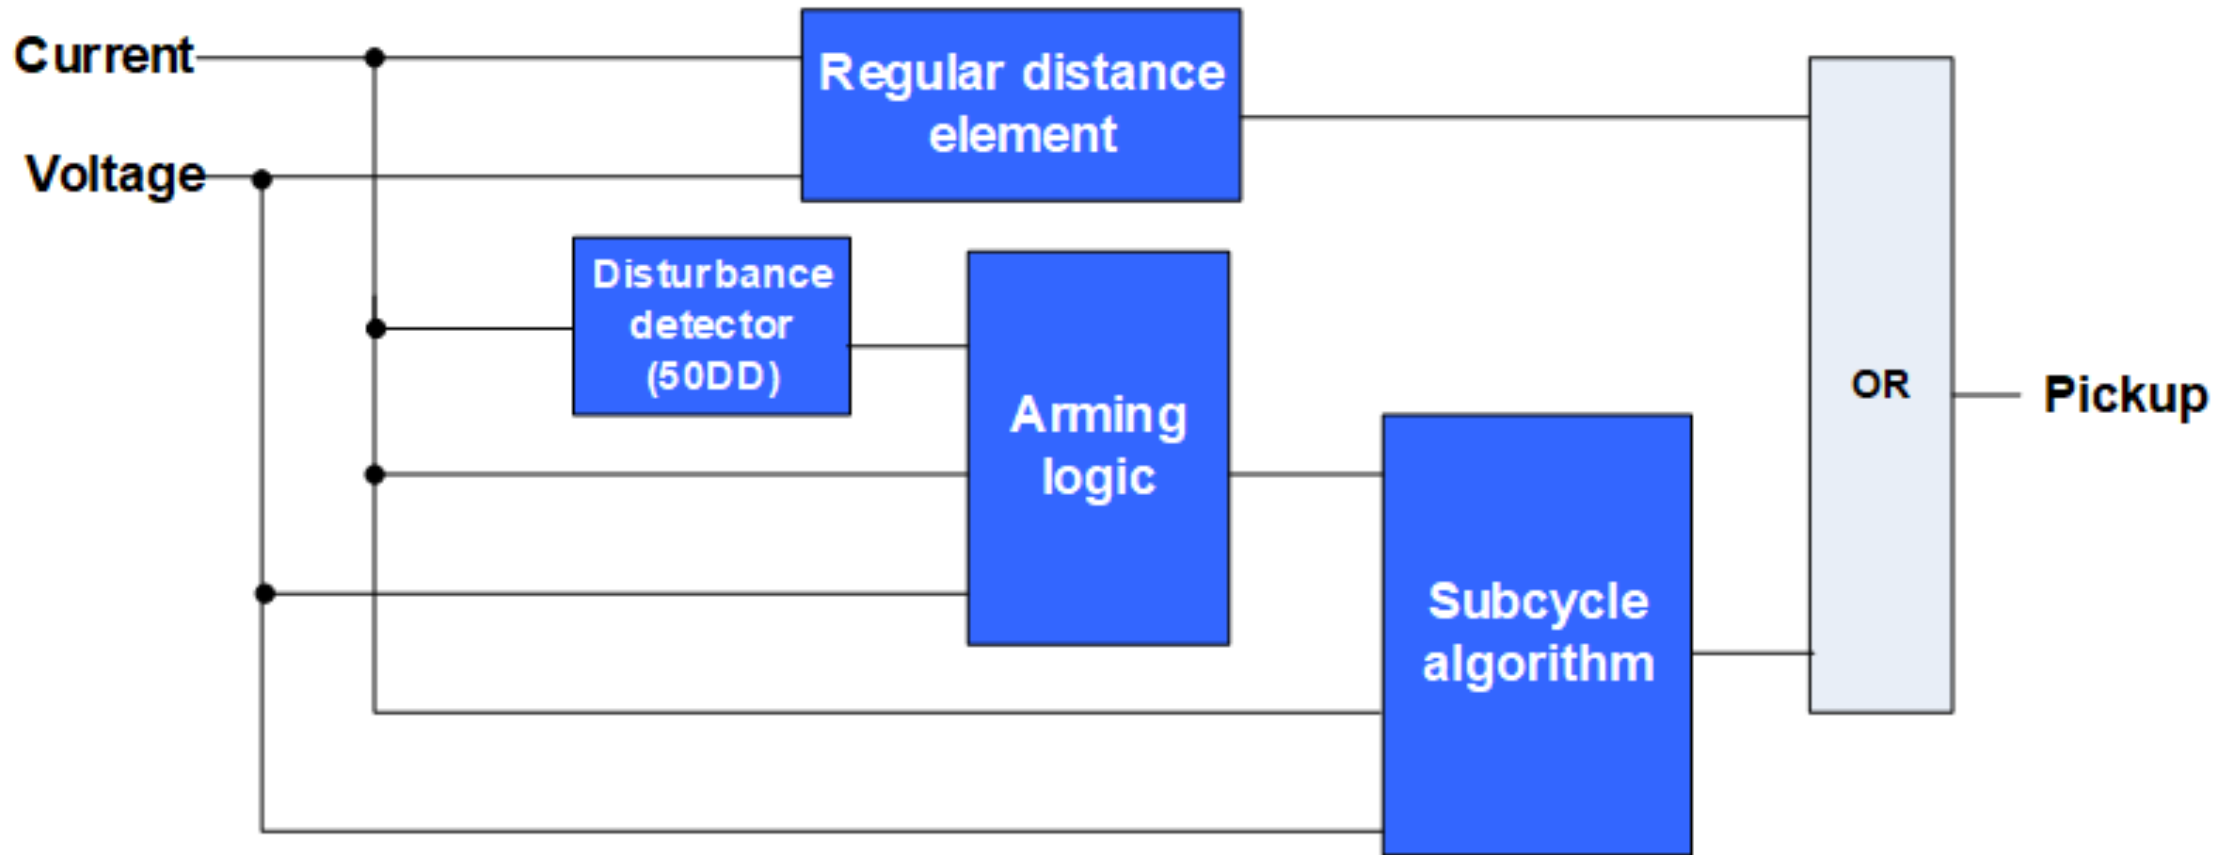 Current
Voltage
Regular distance
element
Disturbance
detector
(50DD)
Arming
logic
Subcycle
algorithm
OR
Pickup